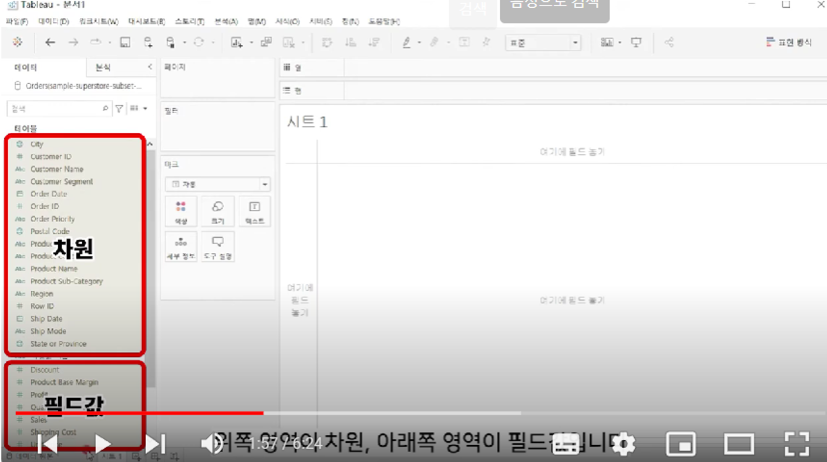 Tableau - 문서1
검색
음성으로 검색
파일(F) 데이터(D) 워크시트(W) 대시보드(B) 스토리(T) 분석(A) 맵(M) 서식(O) 서버(S) 창(N) 도움말(H)
표준
표현 방식
데이터 분석
페이지
열
행
Orders(sample-superstore-subset-...
검색
필터
테이블
시트 1
City
Customer ID
Customer Name
Customer Segment
Order Date
Order ID
Order Priority
Postal Code
차원
Product Name
Product Sub-Category
Region
Row ID
Ship Date
Ship Mode
State or Province
Discount
Product Base Margin
필드값
Sales
Shipping Cost
마크
자동
색상 크기 텍스트
세부 정보 도구 설명
여기에 필드 놓기
여기에
필드
놓기
여기에 필드 놓기
위쪽 영역이 차원, 아래쪽 영역이 필드값입니다
1:57 / 6:24
시트 1